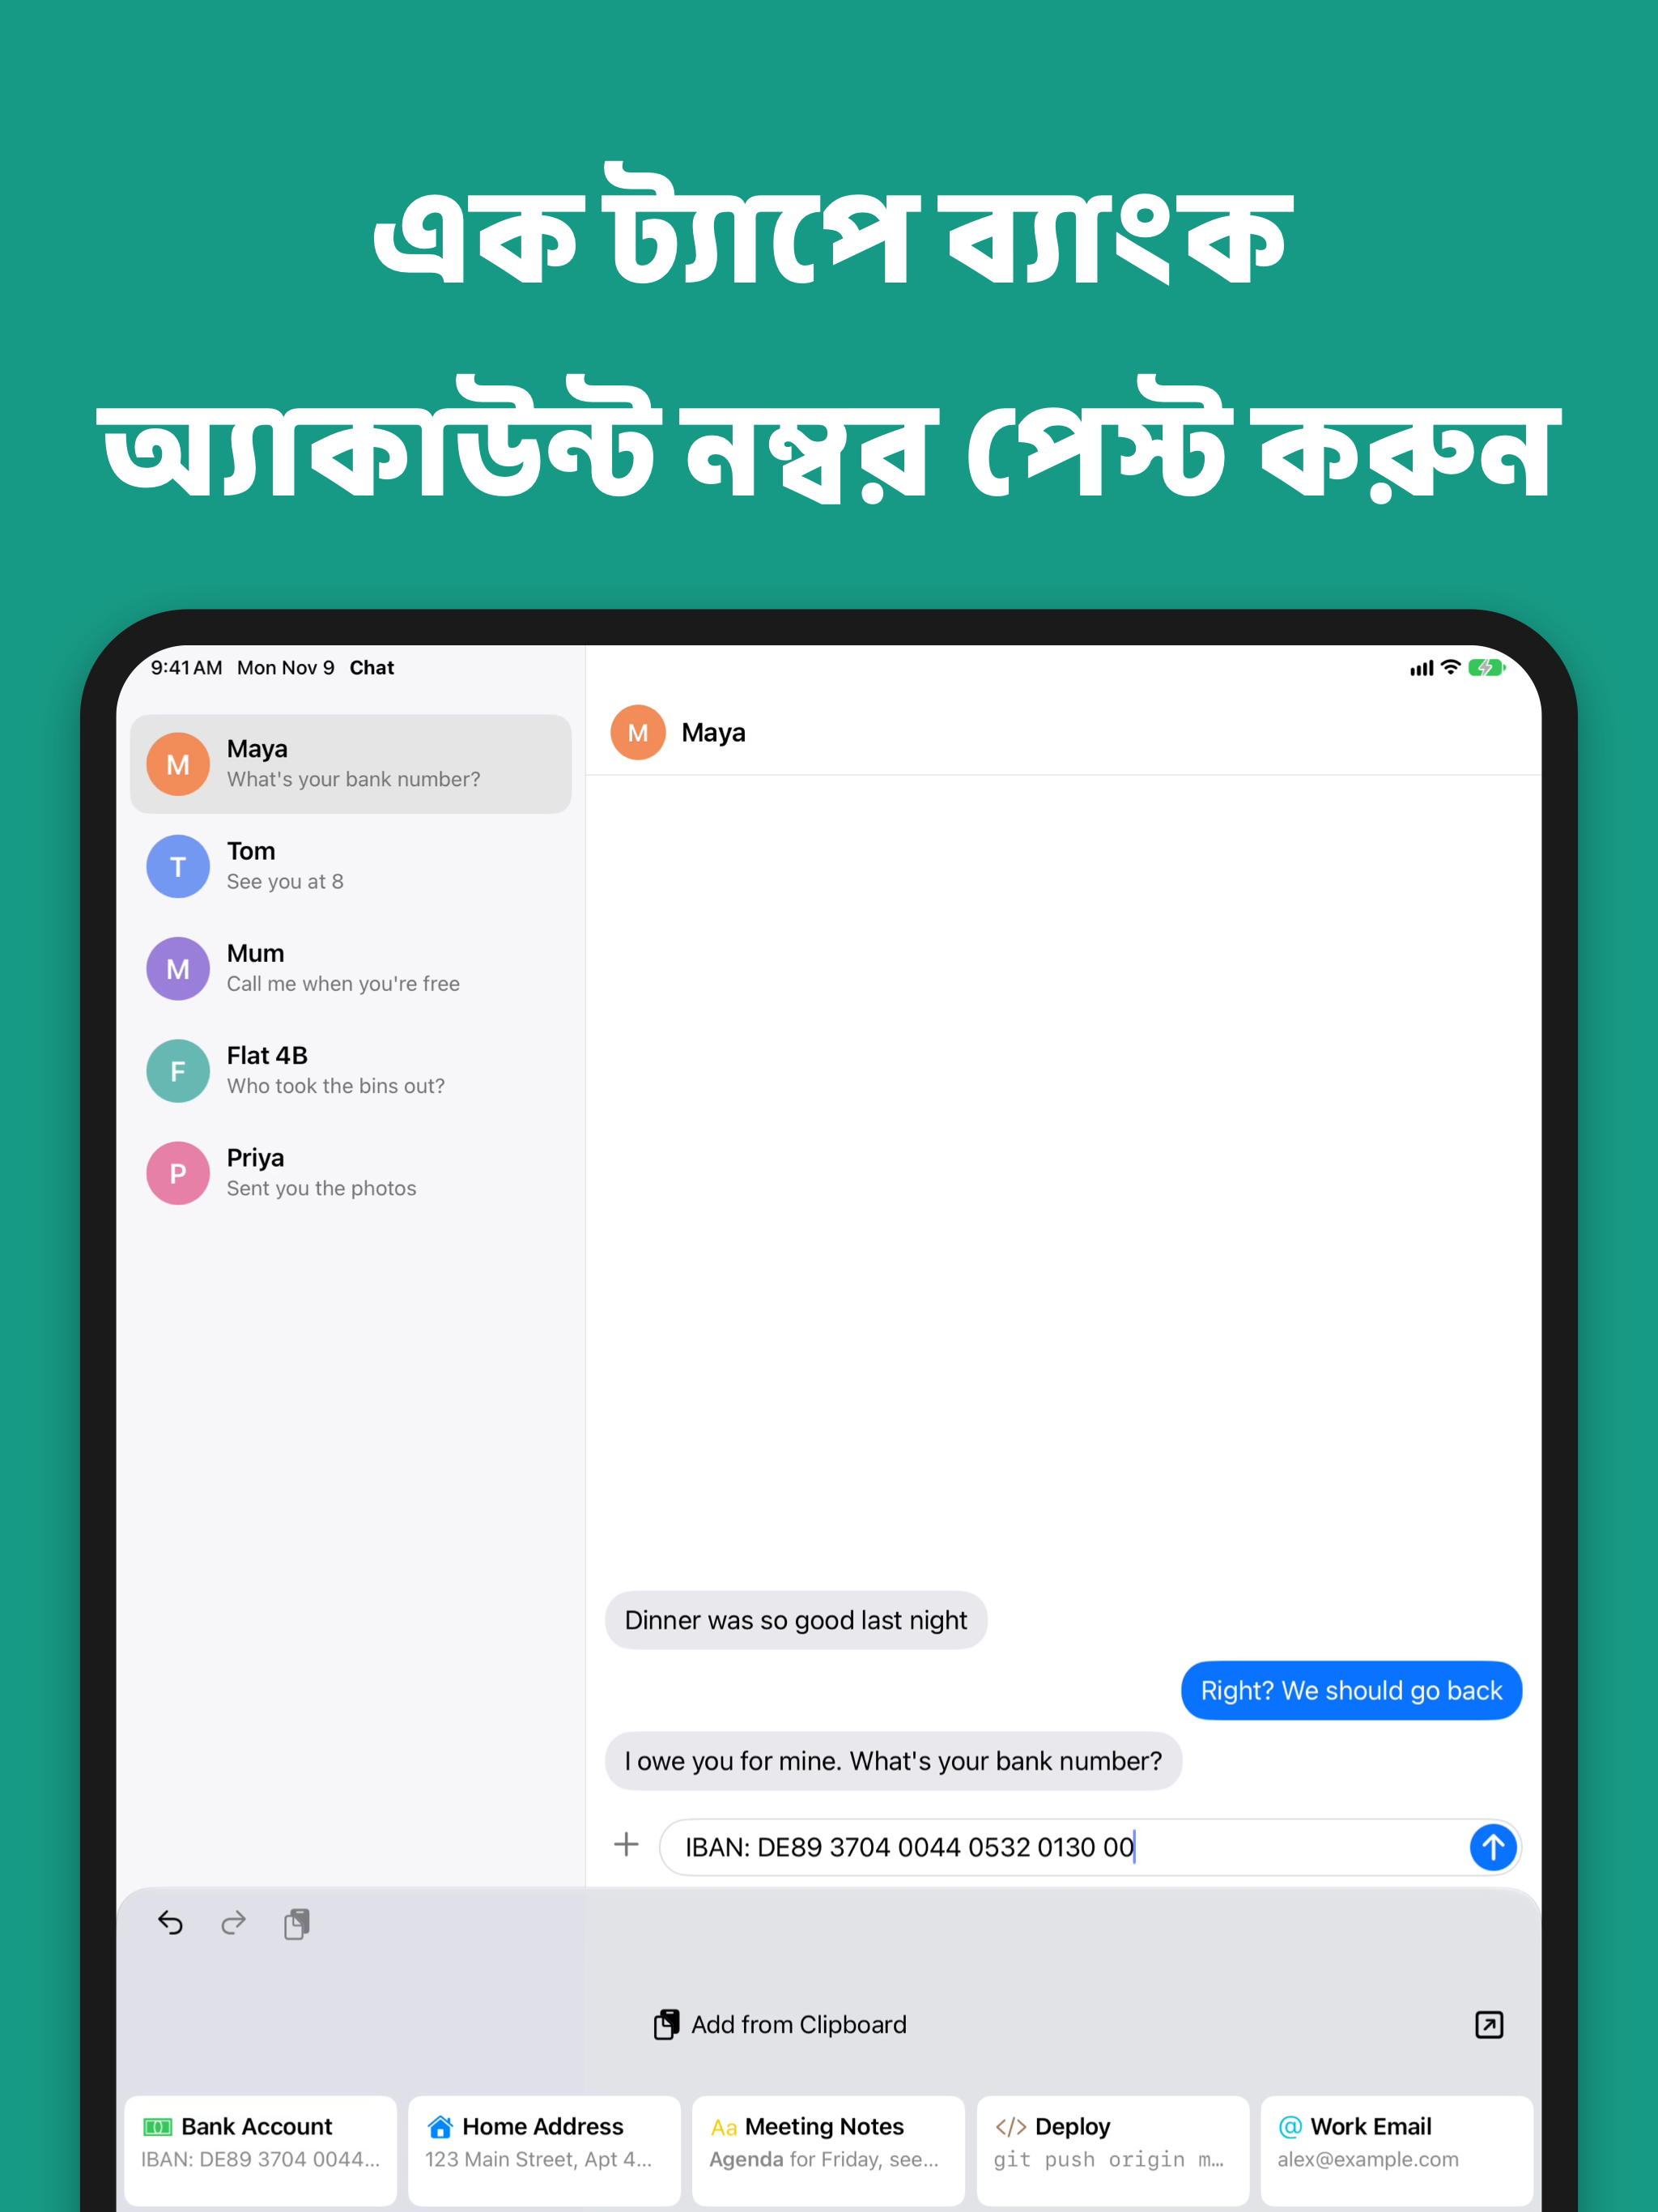 এক ট্যাপে ব্যাংক
অ্যাকাউন্ট নম্বর পেস্ট করুন
9:41 AM Mon Nov 9 Chat
M
Maya
What's your bank number?
T
Tom
See you at 8
M
Mum
Call me when you're free
F
Flat 4B
Who took the bins out?
P
Priya
Sent you the photos
M Maya
Dinner was so good last night
Right? We should go back
I owe you for mine. What's your bank number?
IBAN: DE89 3704 0044 0532 0130 00
Add from Clipboard
Bank Account
IBAN: DE89 3704 0044...
Home Address
123 Main Street, Apt 4...
Aa Meeting Notes
Agenda for Friday, see...
</> Deploy
git push origin m...
@ Work Email
alex@example.com